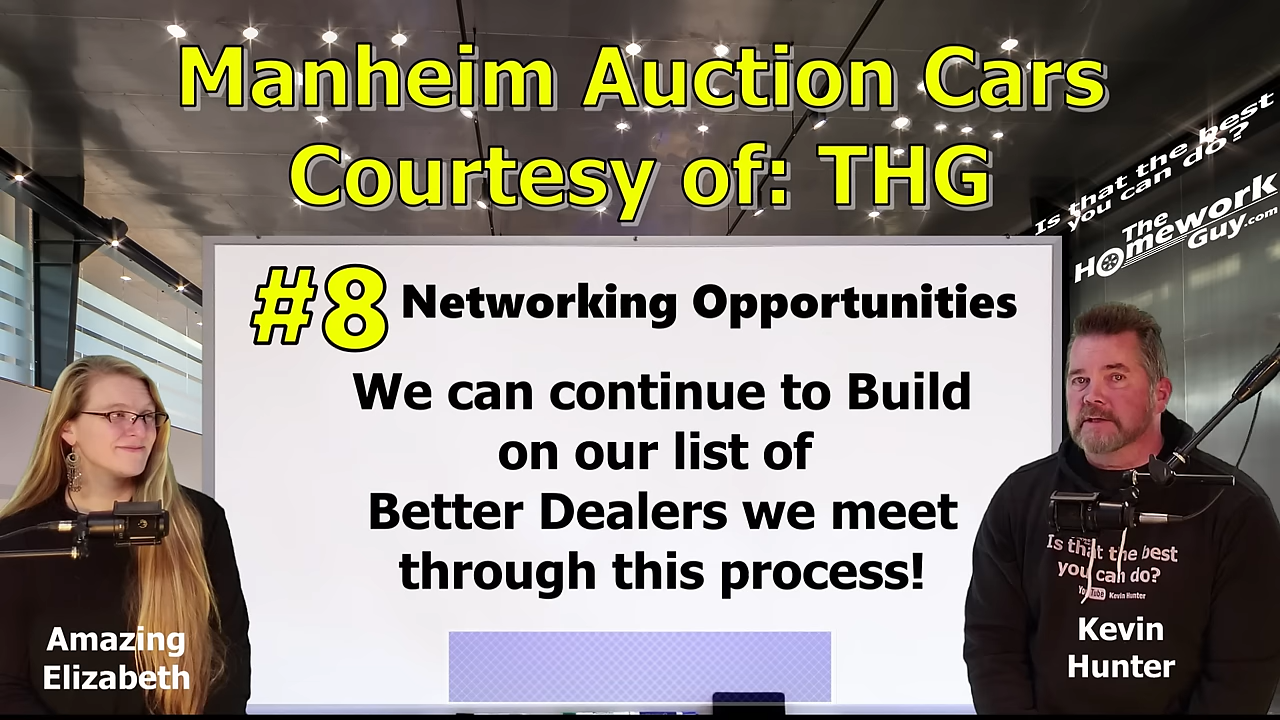 Manheim Auction Cars
Courtesy of: THG
Is that the best
you can do?
The
Homework
Guy.com
#8 Networking Opportunities
We can continue to Build
on our list of
Better Dealers we meet
through this process!
Is that the best
you can do?
YouTube Kevin Hunter
Amazing
Elizabeth
Kevin
Hunter